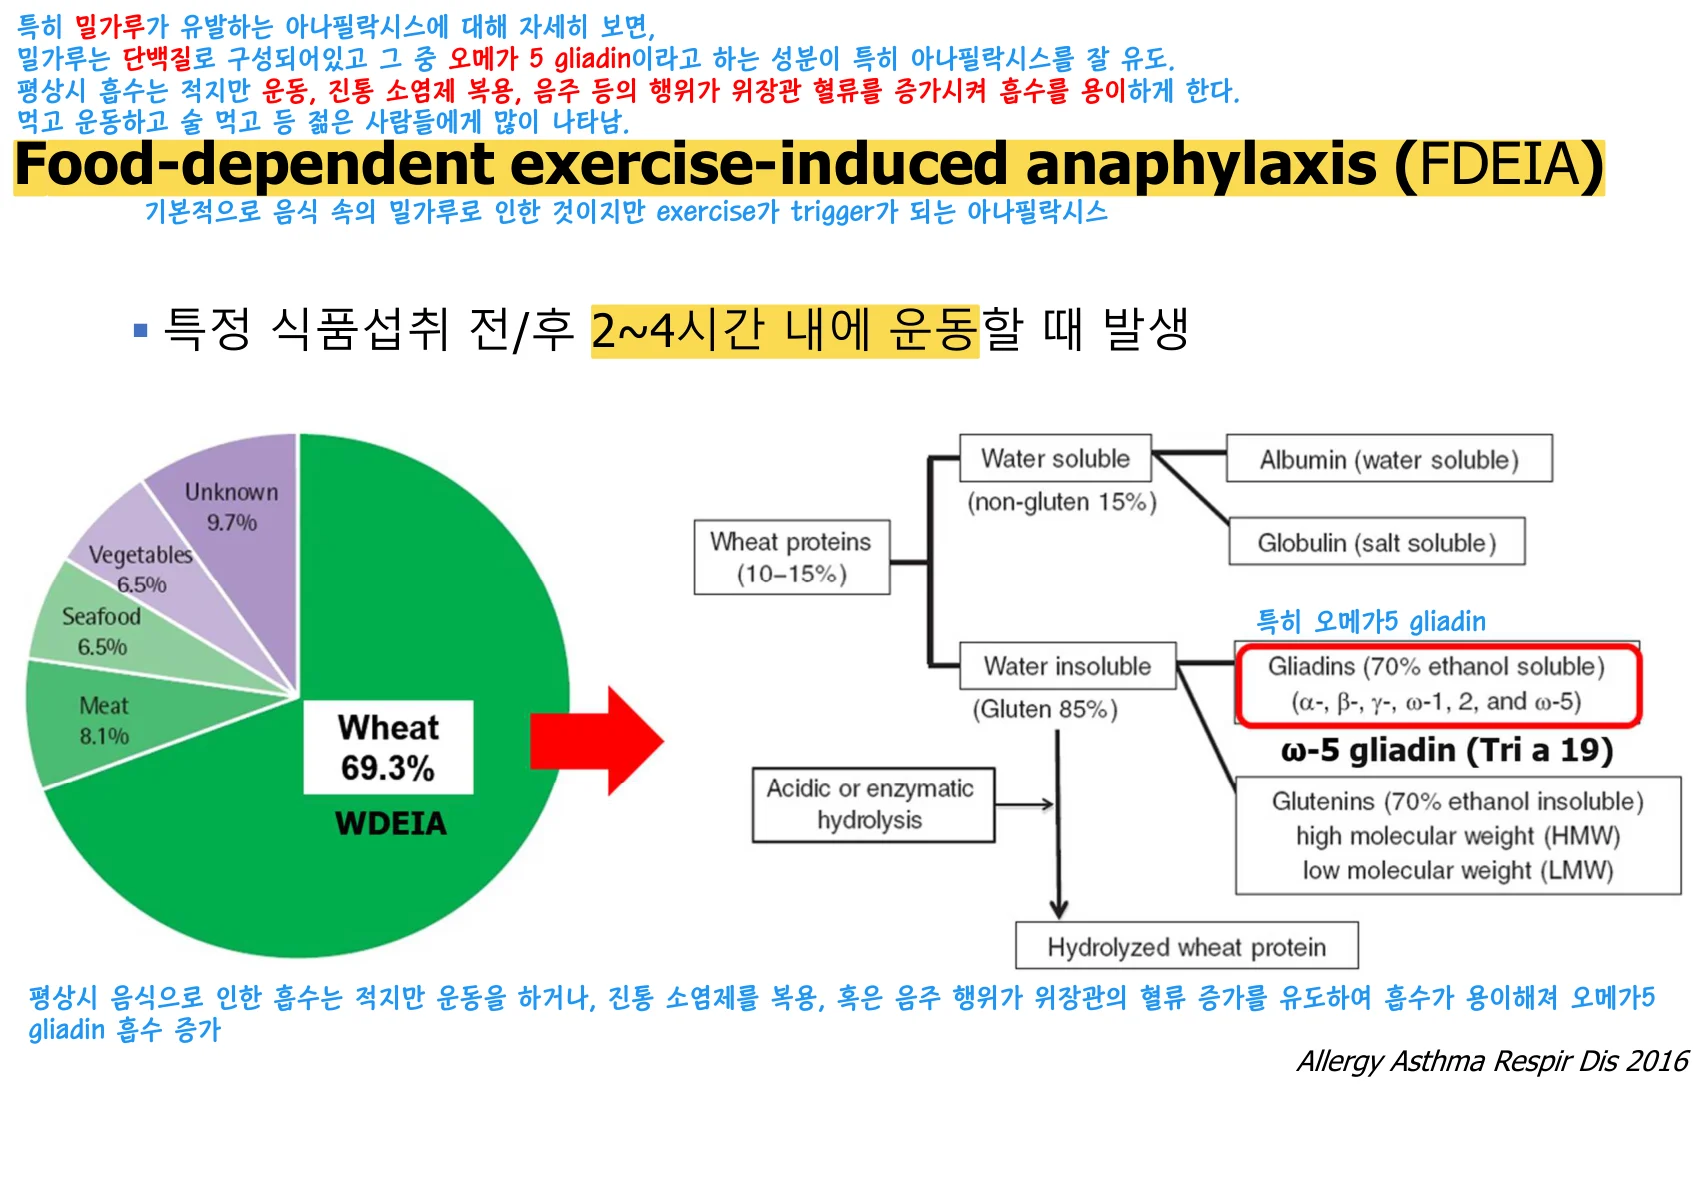 특히 밀가루가 유발하는 아나필락시스에 대해 자세히 보면,
밀가루는 단백질로 구성되어있고 그 중 오메가 5 gliadin이라고 하는 성분이 특히 아나필락시스를 잘 유도.
평상시 흡수는 적지만 운동, 진통 소염제 복용, 음주 등의 행위가 위장관 혈류를 증가시켜 흡수를 용이하게 한다.
먹고 운동하고 술 먹고 등 젊은 사람들에게 많이 나타남.
Food-dependent exercise-induced anaphylaxis (FDEIA)
기본적으로 음식 속의 밀가루로 인한 것이지만 exercise가 trigger가 되는 아나필락시스
▪ 특정 식품섭취 전/후 2~4시간 내에 운동할 때 발생
Unknown
9.7%
Vegetables
6.5%
Seafood
6.5%
Meat
8.1%
Wheat
69.3%
WDEIA
Wheat proteins
(10–15%)
Water soluble
(non-gluten 15%)
Albumin (water soluble)
Globulin (salt soluble)
Water insoluble
(Gluten 85%)
특히 오메가5 gliadin
Gliadins (70% ethanol soluble)
(α-, β-, γ-, ω-1, 2, and ω-5)
ω-5 gliadin (Tri a 19)
Glutenins (70% ethanol insoluble)
high molecular weight (HMW)
low molecular weight (LMW)
Acidic or enzymatic
hydrolysis
Hydrolyzed wheat protein
평상시 음식으로 인한 흡수는 적지만 운동을 하거나, 진통 소염제를 복용, 혹은 음주 행위가 위장관의 혈류 증가를 유도하여 흡수가 용이해져 오메가5
gliadin 흡수 증가
Allergy Asthma Respir Dis 2016